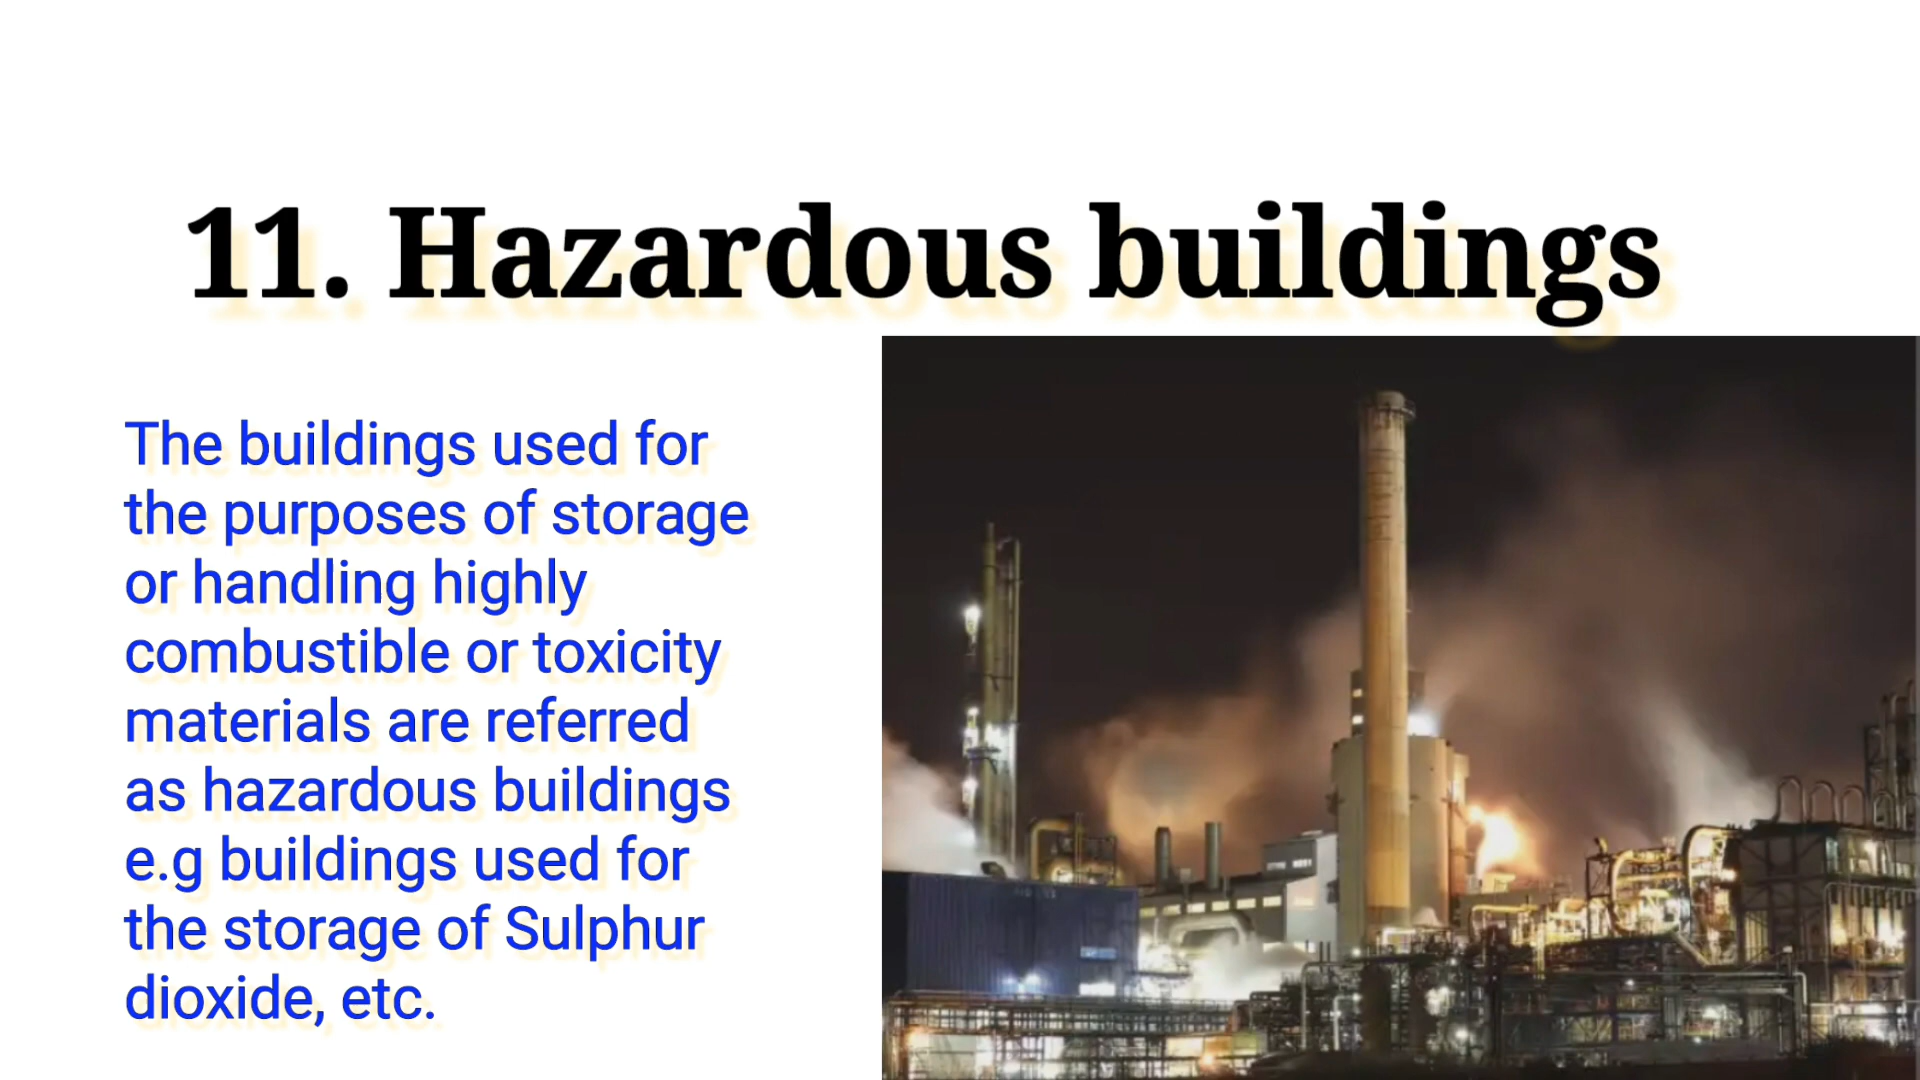 11. Hazardous buildings
The buildings used for
the purposes of storage
or handling highly
combustible or toxicity
materials are referred
as hazardous buildings
e.g buildings used for
the storage of Sulphur
dioxide, etc.